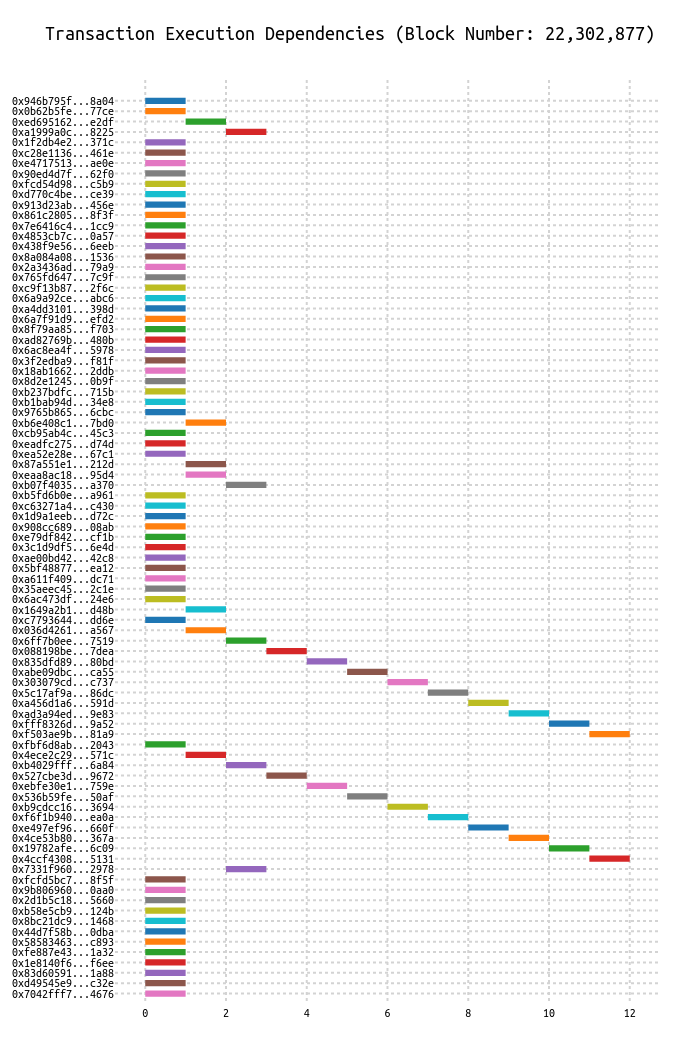 Transaction Execution Dependencies (Block Number: 22,302,877)
0x946b795f...8a04
0x0b62b5fe...77ce
0xed695162...e2df
0xa1999a0c...8225
0x1f2db4e2...371c
0xc28e1136...461e
0xe4717513...ae0e
0x90ed4d7f...62f0
0xfcd54d98...c5b9
0xd770c4be...ce39
0x913d23ab...456e
0x861c2805...8f3f
0x7e6416c4...1cc9
0x4853cb7c...0a57
0x438f9e56...6eeb
0x8a084a08...1536
0x2a3436ad...79a9
0x765fd647...7c9f
0xc9f13b87...2f6c
0x6a9a92ce...abc6
0xa4dd3101...398d
0x6a7f91d9...efd2
0x8f79aa85...f703
0xad82769b...480b
0x6ac8ea4f...5978
0x3f2edba9...f81f
0x18ab1662...2ddb
0x8d2e1245...0b9f
0xb237bdfc...715b
0xb1bab94d...34e8
0x9765b865...6cbc
0xb6e408c1...7bd0
0xcb95ab4c...45c3
0xeadfc275...d74d
0xea52e28e...67c1
0x87a551e1...212d
0xeaa8ac18...95d4
0xb07f4035...a370
0xb5fd6b0e...a961
0xc63271a4...c430
0x1d9a1eeb...d72c
0x908cc689...08ab
0xe79df842...cf1b
0x3c1d9df5...6e4d
0xae00bd42...42c8
0x5bf48877...ea12
0xa611f409...dc71
0x35aeec45...2c1e
0x6ac473df...24e6
0x1649a2b1...d48b
0xc7793644...dd6e
0x036d4261...a567
0x6ff7b0ee...7519
0x088198be...7dea
0x835dfd89...80bd
0xabe09dbc...ca55
0x303079cd...c737
0x5c17af9a...86dc
0xa456d1a6...591d
0xad3a94ed...9e83
0xfff8326d...9a52
0xf503ae9b...81a9
0xfbf6d8ab...2043
0x4ece2c29...571c
0xb4029fff...6a84
0x527cbe3d...9672
0xebfe30e1...759e
0x536b59fe...50af
0xb9cdcc16...3694
0xf6f1b940...ea0a
0xe497ef96...660f
0x4ce53b80...367a
0x19782afe...6c09
0x4ccf4308...5131
0x7331f960...2978
0xfcfd5bc7...8f5f
0x9b806960...0aa0
0x2d1b5c18...5660
0xb58e5cb9...124b
0x8bc21dc9...1468
0x44d7f58b...0dba
0x58583463...c893
0xfe887e43...1a32
0x1e8140f6...f6ee
0x83d60591...1a88
0xd49545e9...c32e
0x7042fff7...4676
0 2 4 6 8 10 12